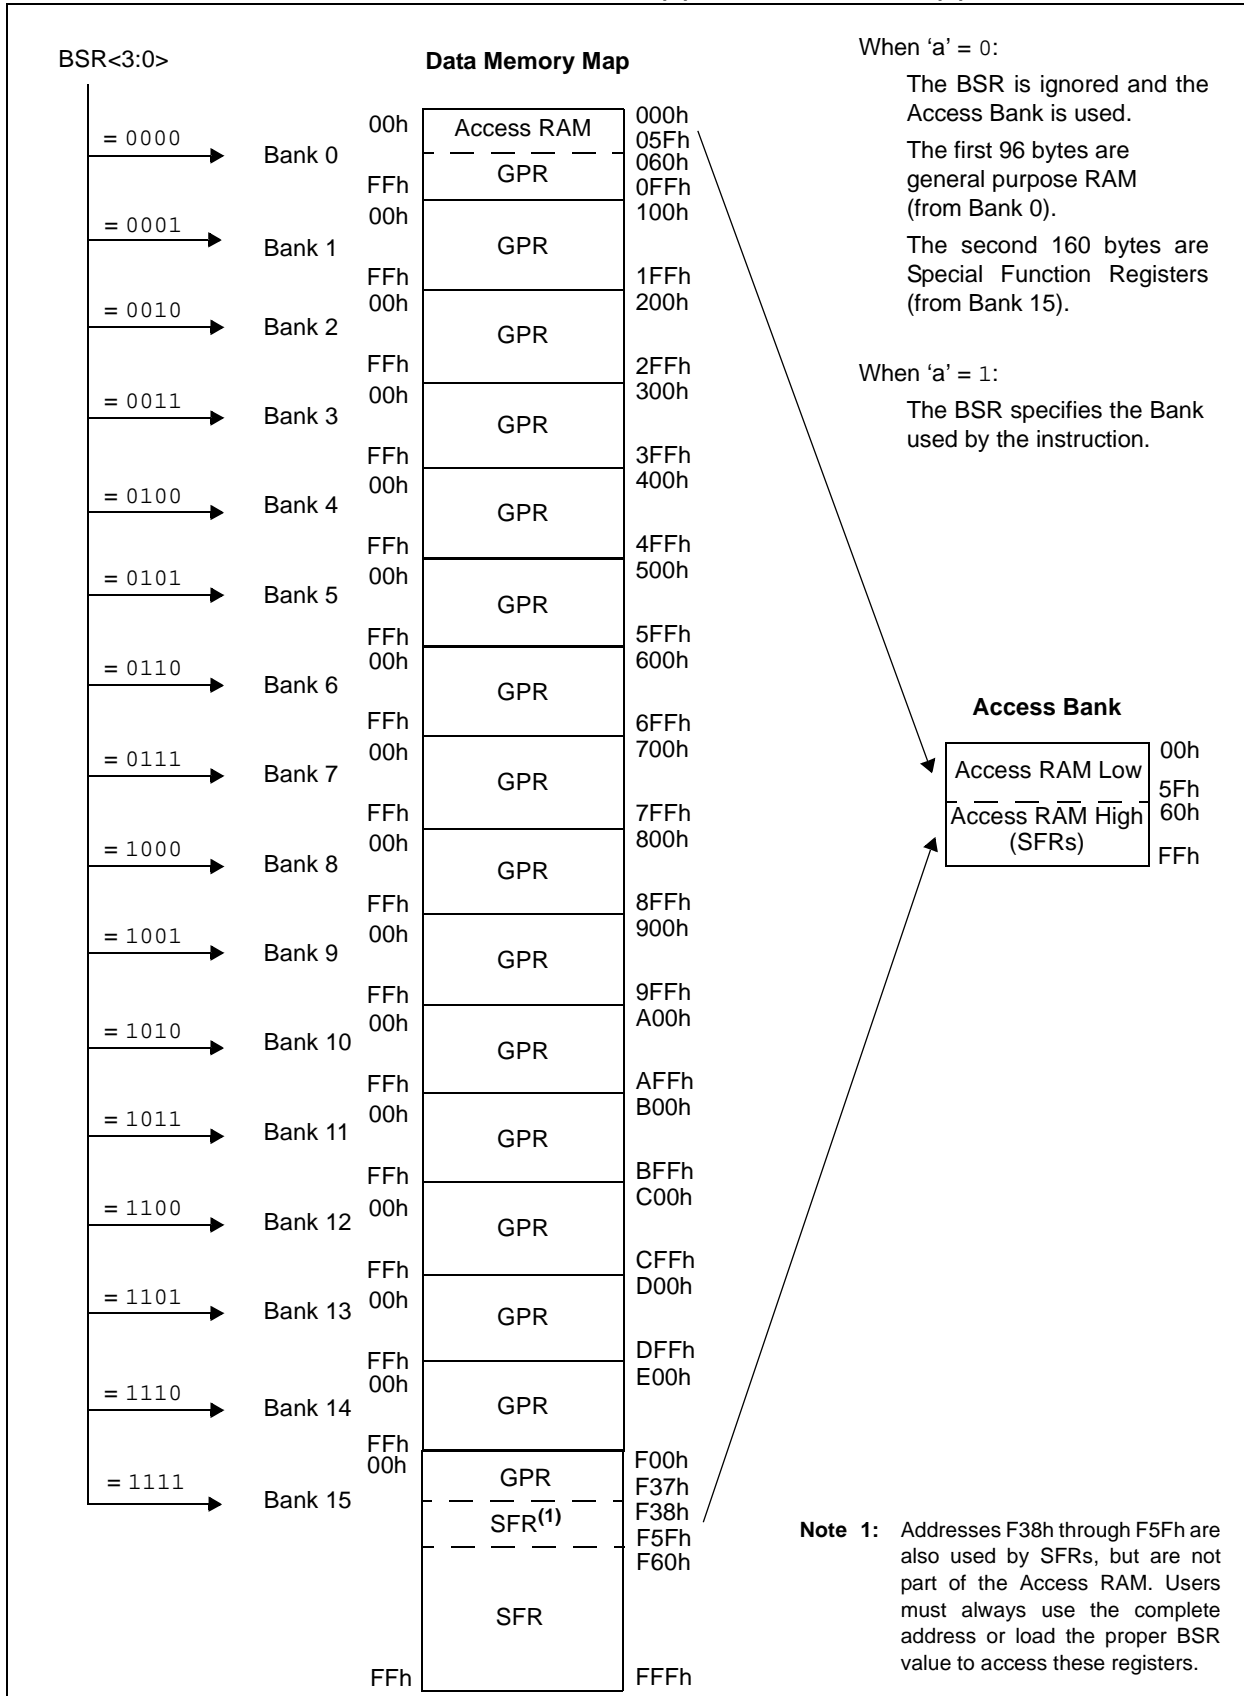 BSR<3:0>
Data Memory Map
When ‘a’ = 0:
The BSR is ignored and the
Access Bank is used.
The first 96 bytes are
general purpose RAM
(from Bank 0).
The second 160 bytes are
Special Function Registers
(from Bank 15).
When ‘a’ = 1:
The BSR specifies the Bank
used by the instruction.
= 0000
Bank 0
00h
FFh
Access RAM
GPR
000h
05Fh
060h
0FFh
= 0001
Bank 1
00h
FFh
GPR
100h
1FFh
= 0010
Bank 2
00h
FFh
GPR
200h
2FFh
= 0011
Bank 3
00h
FFh
GPR
300h
3FFh
= 0100
Bank 4
00h
FFh
GPR
400h
4FFh
= 0101
Bank 5
00h
FFh
GPR
500h
5FFh
= 0110
Bank 6
00h
FFh
GPR
600h
6FFh
= 0111
Bank 7
00h
FFh
GPR
700h
7FFh
= 1000
Bank 8
00h
FFh
GPR
800h
8FFh
= 1001
Bank 9
00h
FFh
GPR
900h
9FFh
= 1010
Bank 10
00h
FFh
GPR
A00h
AFFh
= 1011
Bank 11
00h
FFh
GPR
B00h
BFFh
= 1100
Bank 12
00h
FFh
GPR
C00h
CFFh
= 1101
Bank 13
00h
FFh
GPR
D00h
DFFh
= 1110
Bank 14
00h
FFh
GPR
E00h
= 1111
Bank 15
00h
FFh
GPR
SFR(1)
SFR
F00h
F37h
F38h
F5Fh
F60h
FFFh
Access Bank
Access RAM Low
Access RAM High
(SFRs)
00h
5Fh
60h
FFh
Note 1: Addresses F38h through F5Fh are
also used by SFRs, but are not
part of the Access RAM. Users
must always use the complete
address or load the proper BSR
value to access these registers.